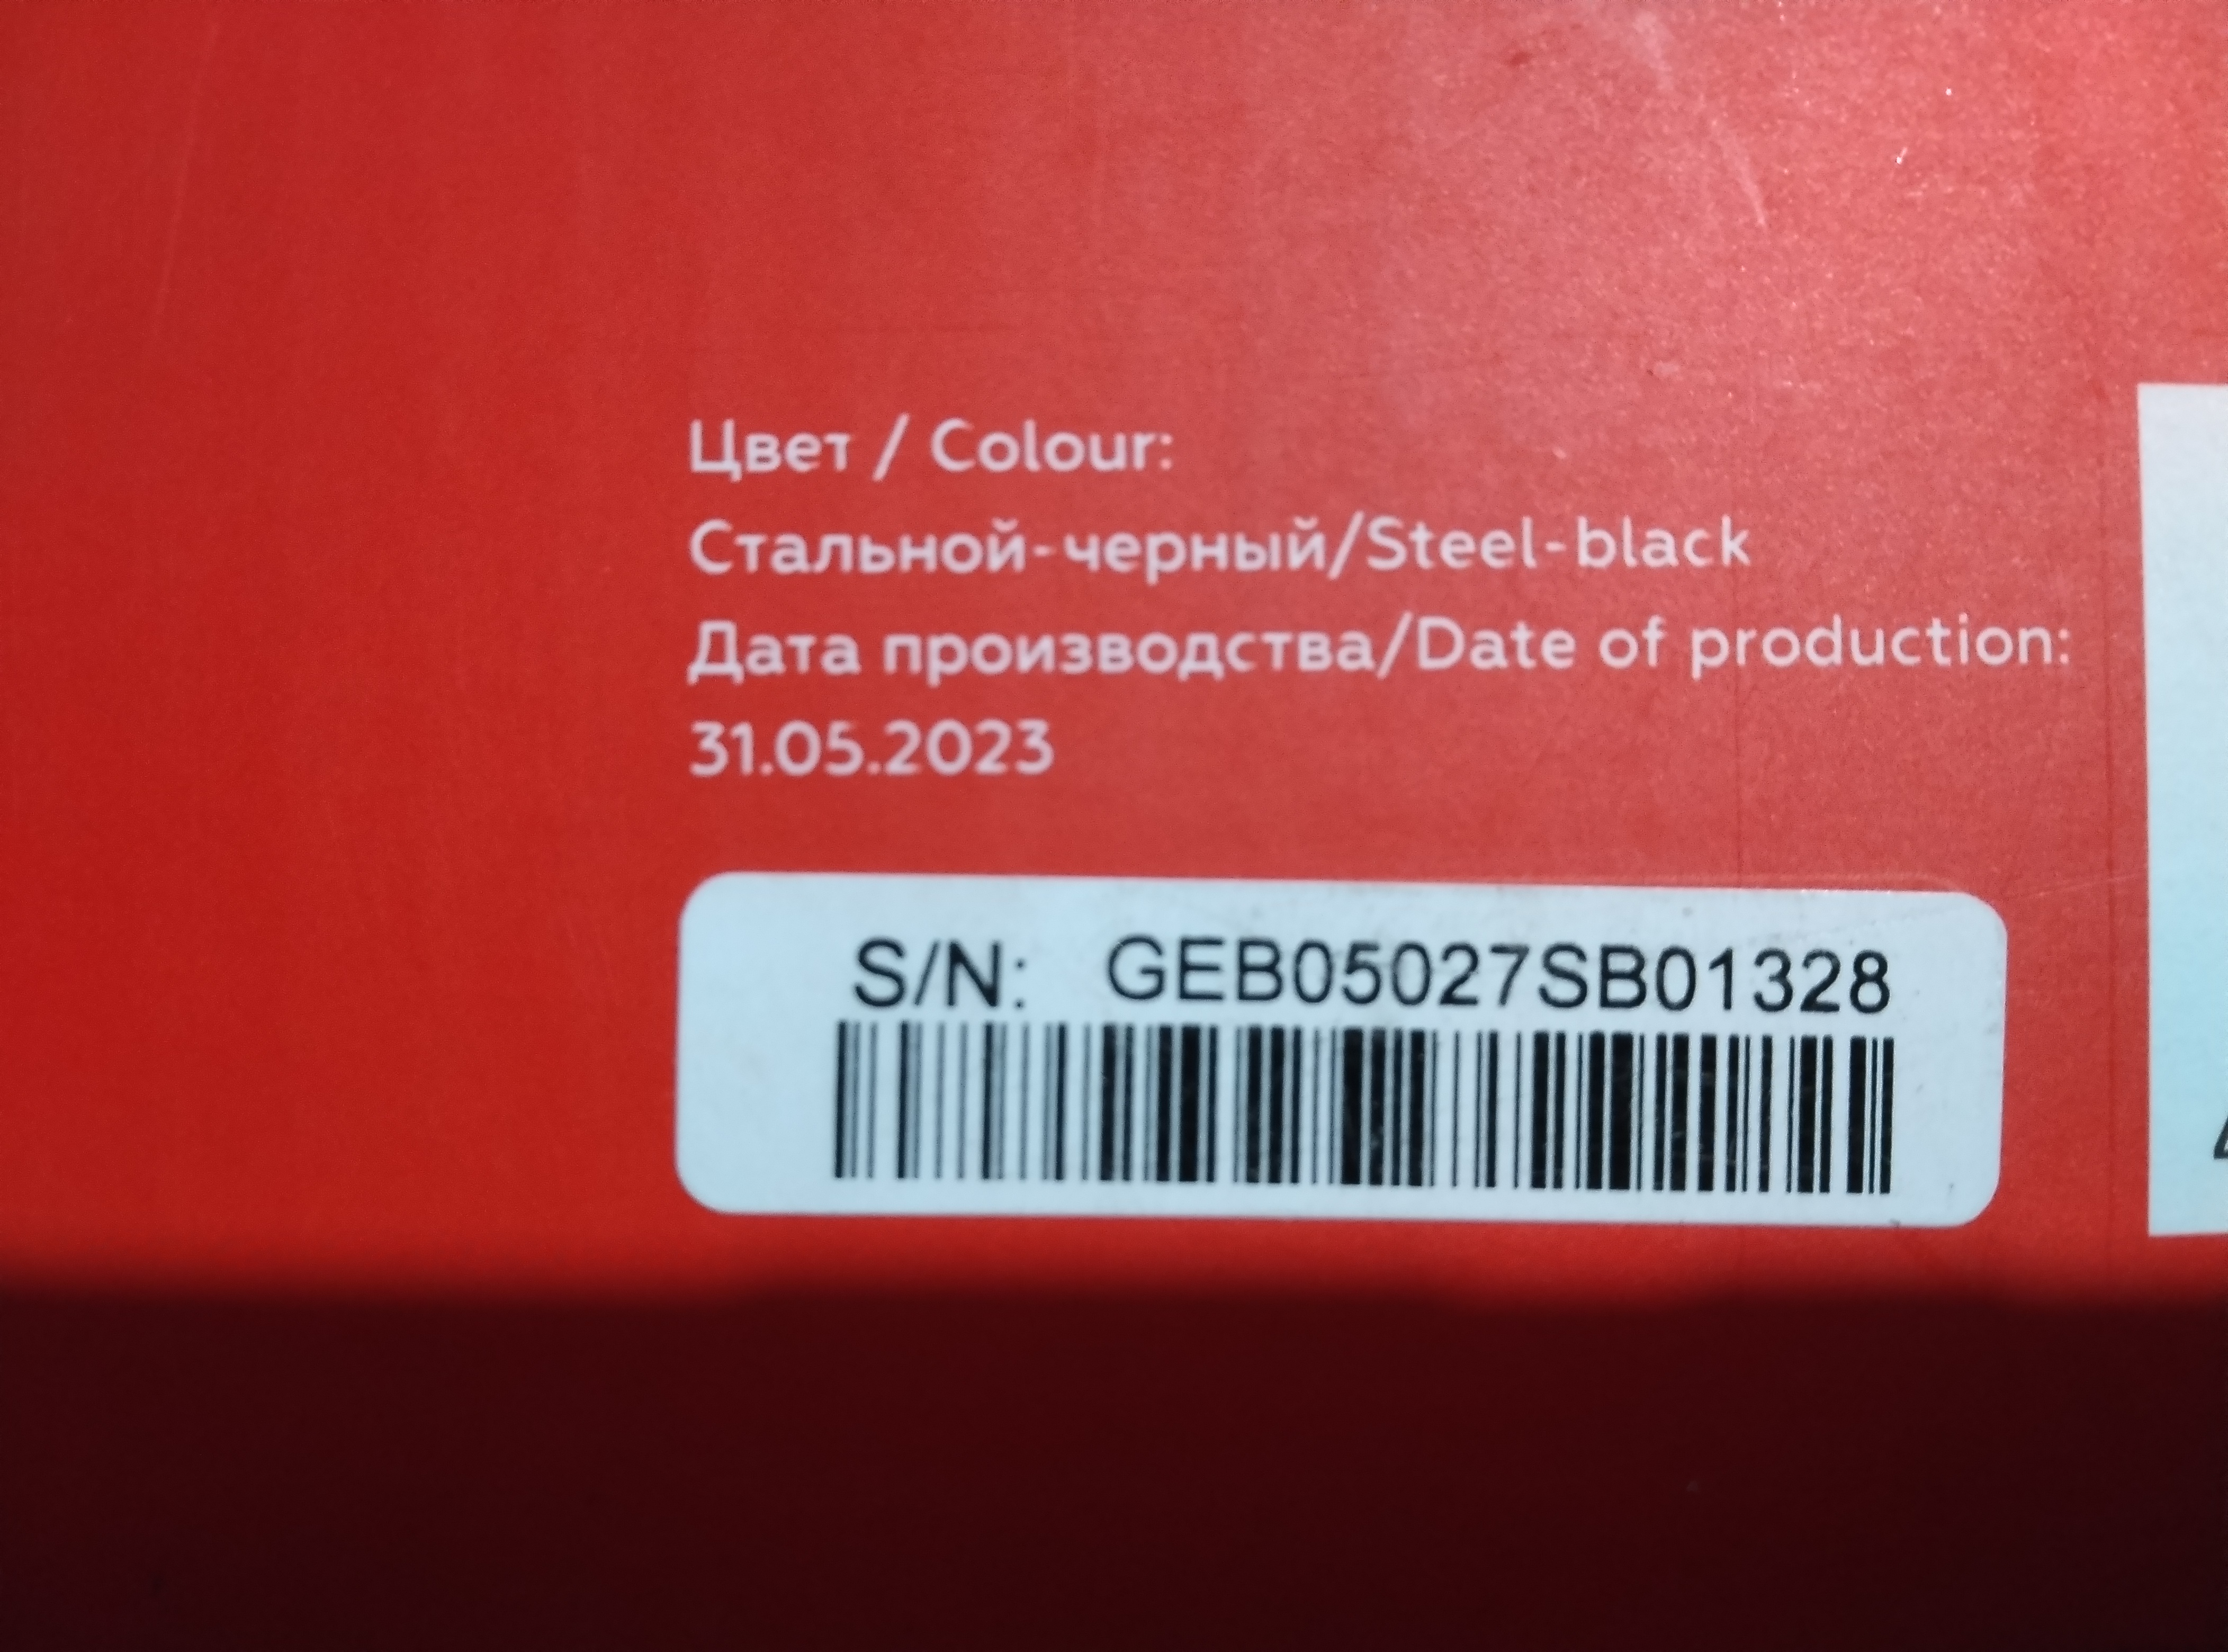 Цвет / Colour:
Стальной-черный/Steel-black
Дата производства/Date of production:
31.05.2023
S/N: GEB05027SB01328